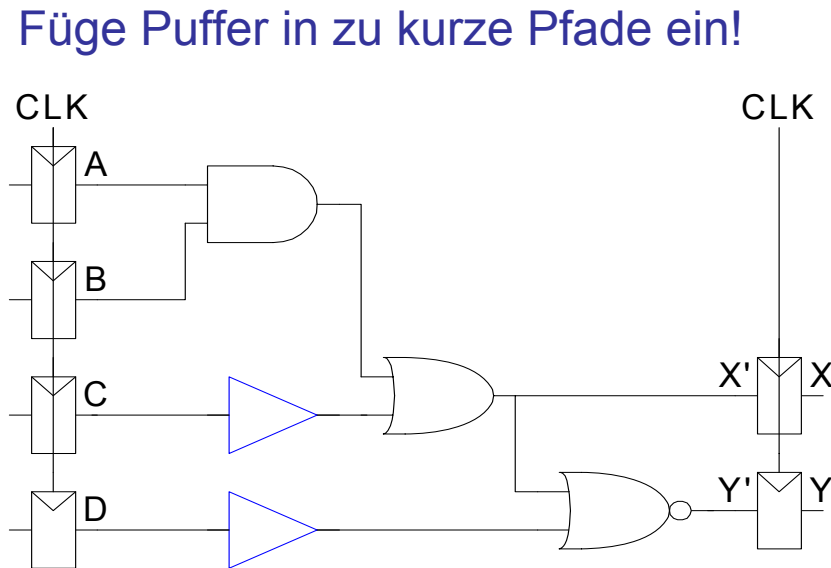 Füge Puffer in zu kurze Pfade ein!
CLK CLK
A
B
C X' X
D Y' Y